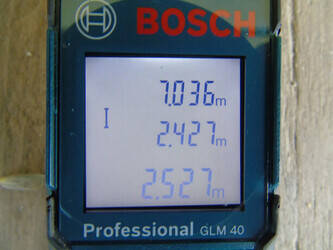 BOSCH
7.036m
2.427m
2.527m
Professional GLM 40